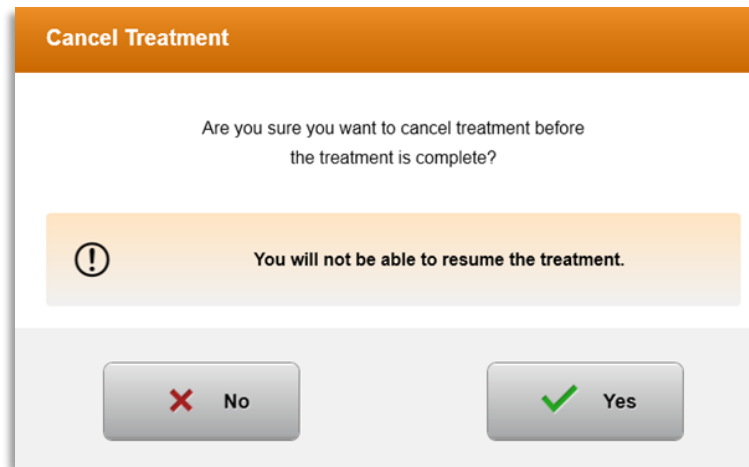 Cancel Treatment
Are you sure you want to cancel treatment before
the treatment is complete?
You will not be able to resume the treatment.
No
Yes